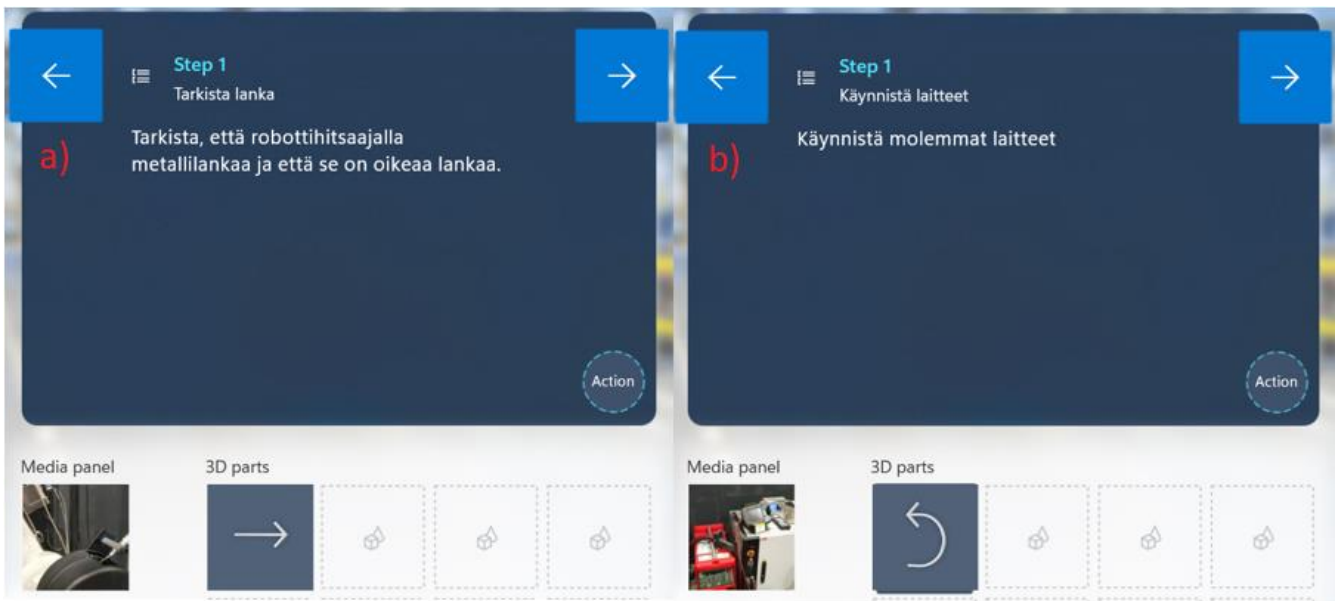 a)
Step 1
Tarkista lanka
Tarkista, että robottihitsaajalla
metallilankaa ja että se on oikeaa lankaa.
Action
Media panel
3D parts
b)
Step 1
Käynnistä laitteet
Käynnistä molemmat laitteet
Action
Media panel
3D parts